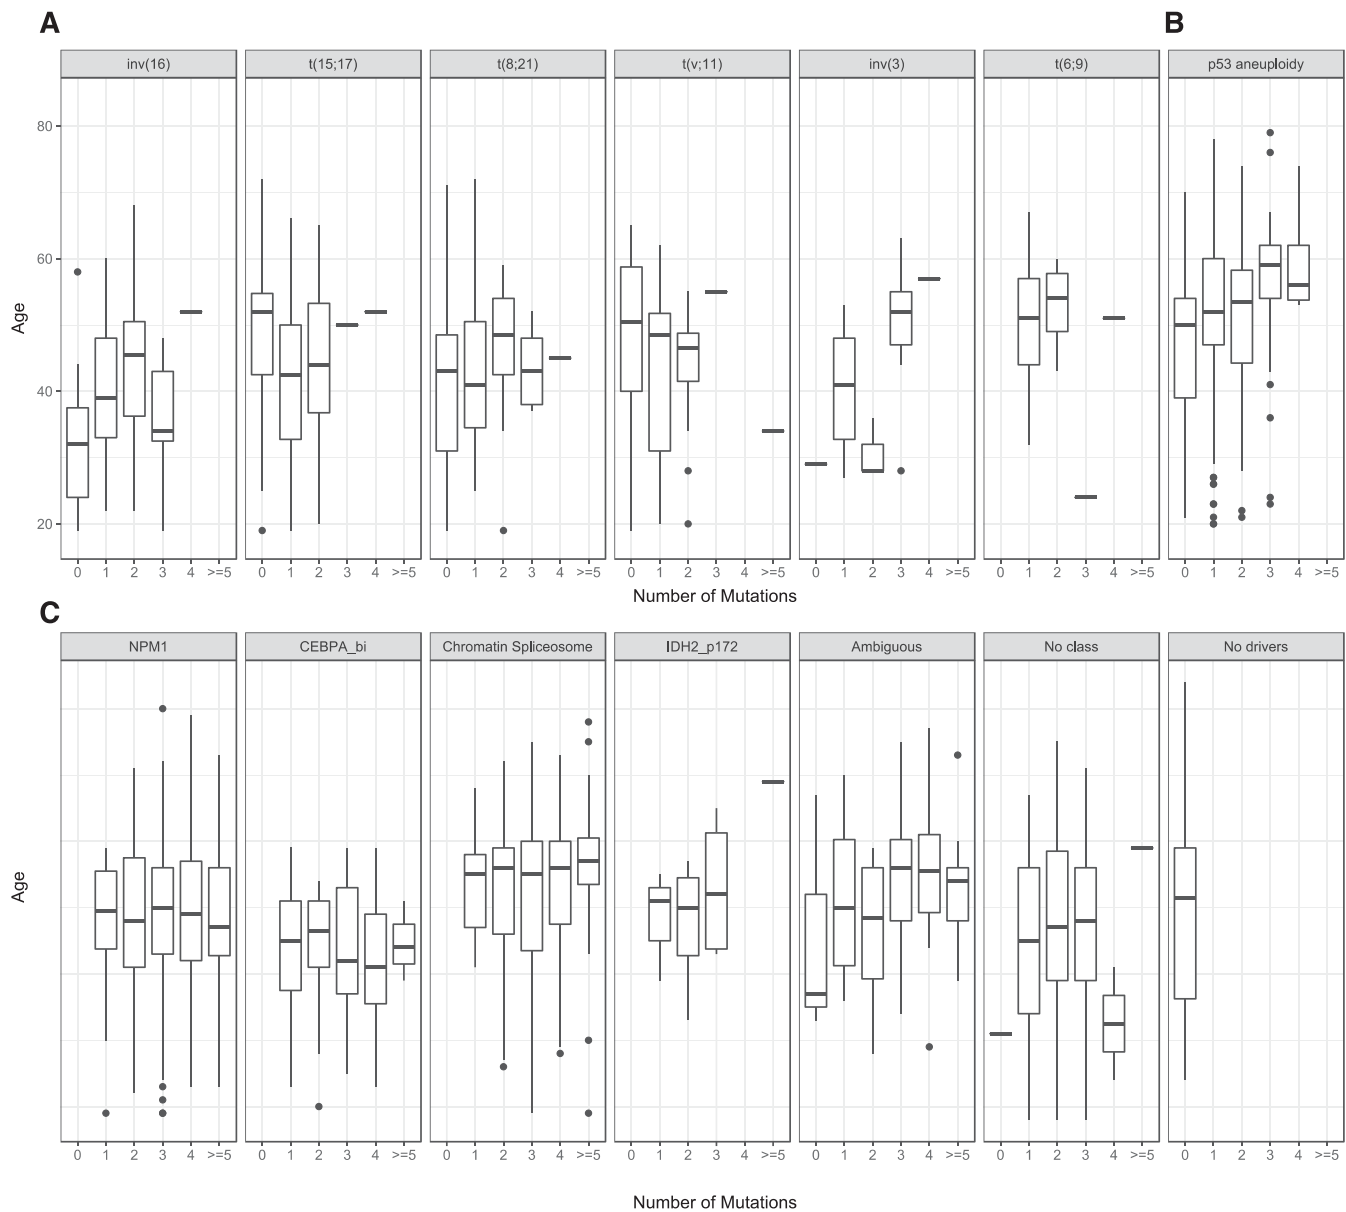 A B
inv(16) t(15;17) t(8;21) t(v;11) inv(3) t(6;9) p53 aneuploidy
80
60
Age
40
20
0 1 2 3 4 >=5 0 1 2 3 4 >=5 0 1 2 3 4 >=5 0 1 2 3 4 >=5 0 1 2 3 4 >=5 0 1 2 3 4 >=5 0 1 2 3 4 >=5
Number of Mutations
C
NPM1 CEBPA_bi Chromatin Spliceosome IDH2_p172 Ambiguous No class No drivers
Age
0 1 2 3 4 >=5 0 1 2 3 4 >=5 0 1 2 3 4 >=5 0 1 2 3 4 >=5 0 1 2 3 4 >=5 0 1 2 3 4 >=5 0 1 2 3 4 >=5
Number of Mutations